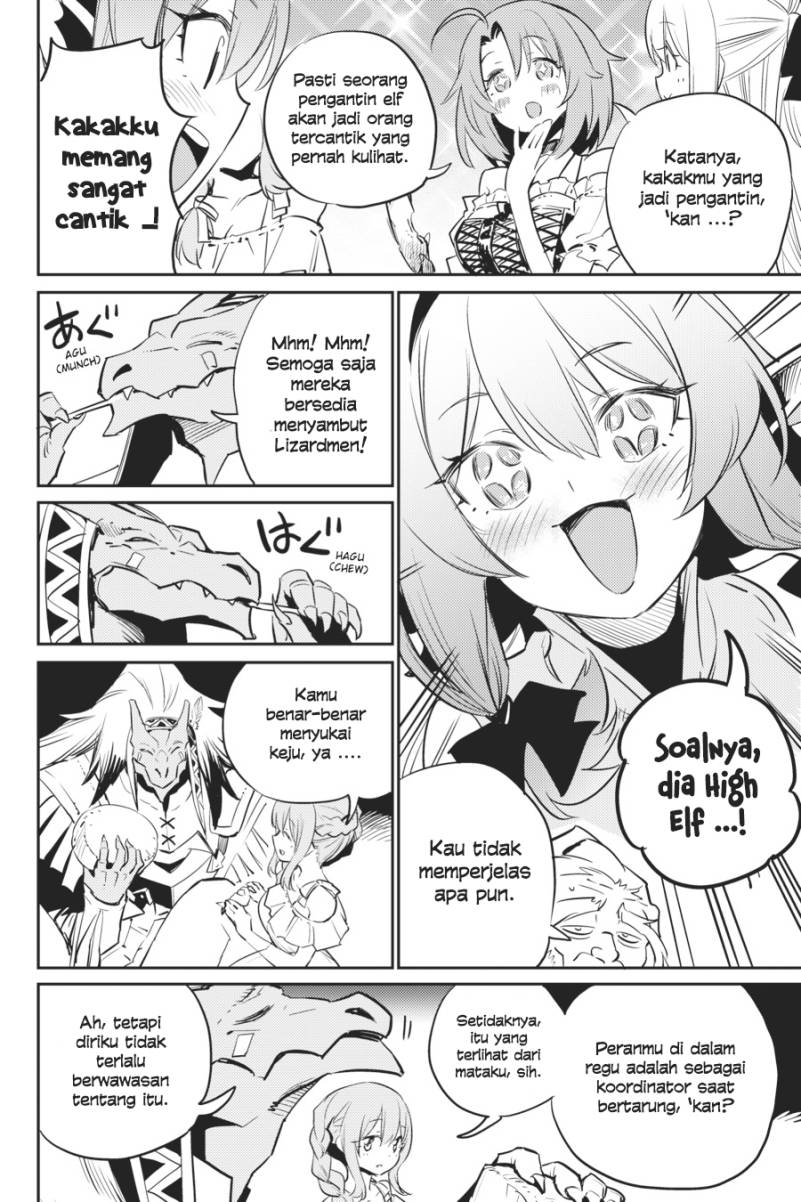 Katanya,
kakakmu yang
jadi pengantin,
'kan ...?
Pasti seorang
pengantin elf
akan jadi orang
tercantik yang
pernah kulihat.
Kakakku
memang
sangat
cantik ...!
Soalnya,
dia High
Elf ...!
Kau tidak
memperjelas
apa pun.
あぐ
AGU
(MUNCH)
Mhm! Mhm!
Semoga saja
mereka
bersedia
menyambut
Lizardmen!
はぐ
HAGU
(CHEW)
Kamu
benar-benar
menyukai
keju, ya ....
Peranmu di dalam
regu adalah sebagai
koordinator saat
bertarung, 'kan?
Setidaknya,
itu yang
terlihat dari
mataku, sih.
Ah, tetapi
diriku tidak
terlalu
berwawasan
tentang itu.